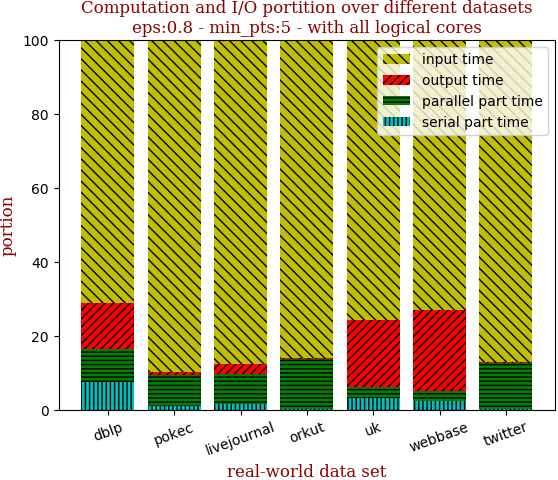 Computation and I/O portition over different datasets
eps:0.8 - min_pts:5 - with all logical cores
100
80
60
40
20
0
portion
input time
output time
parallel part time
serial part time
dblp
pokec
livejournal
orkut
uk
webbase
twitter
real-world data set